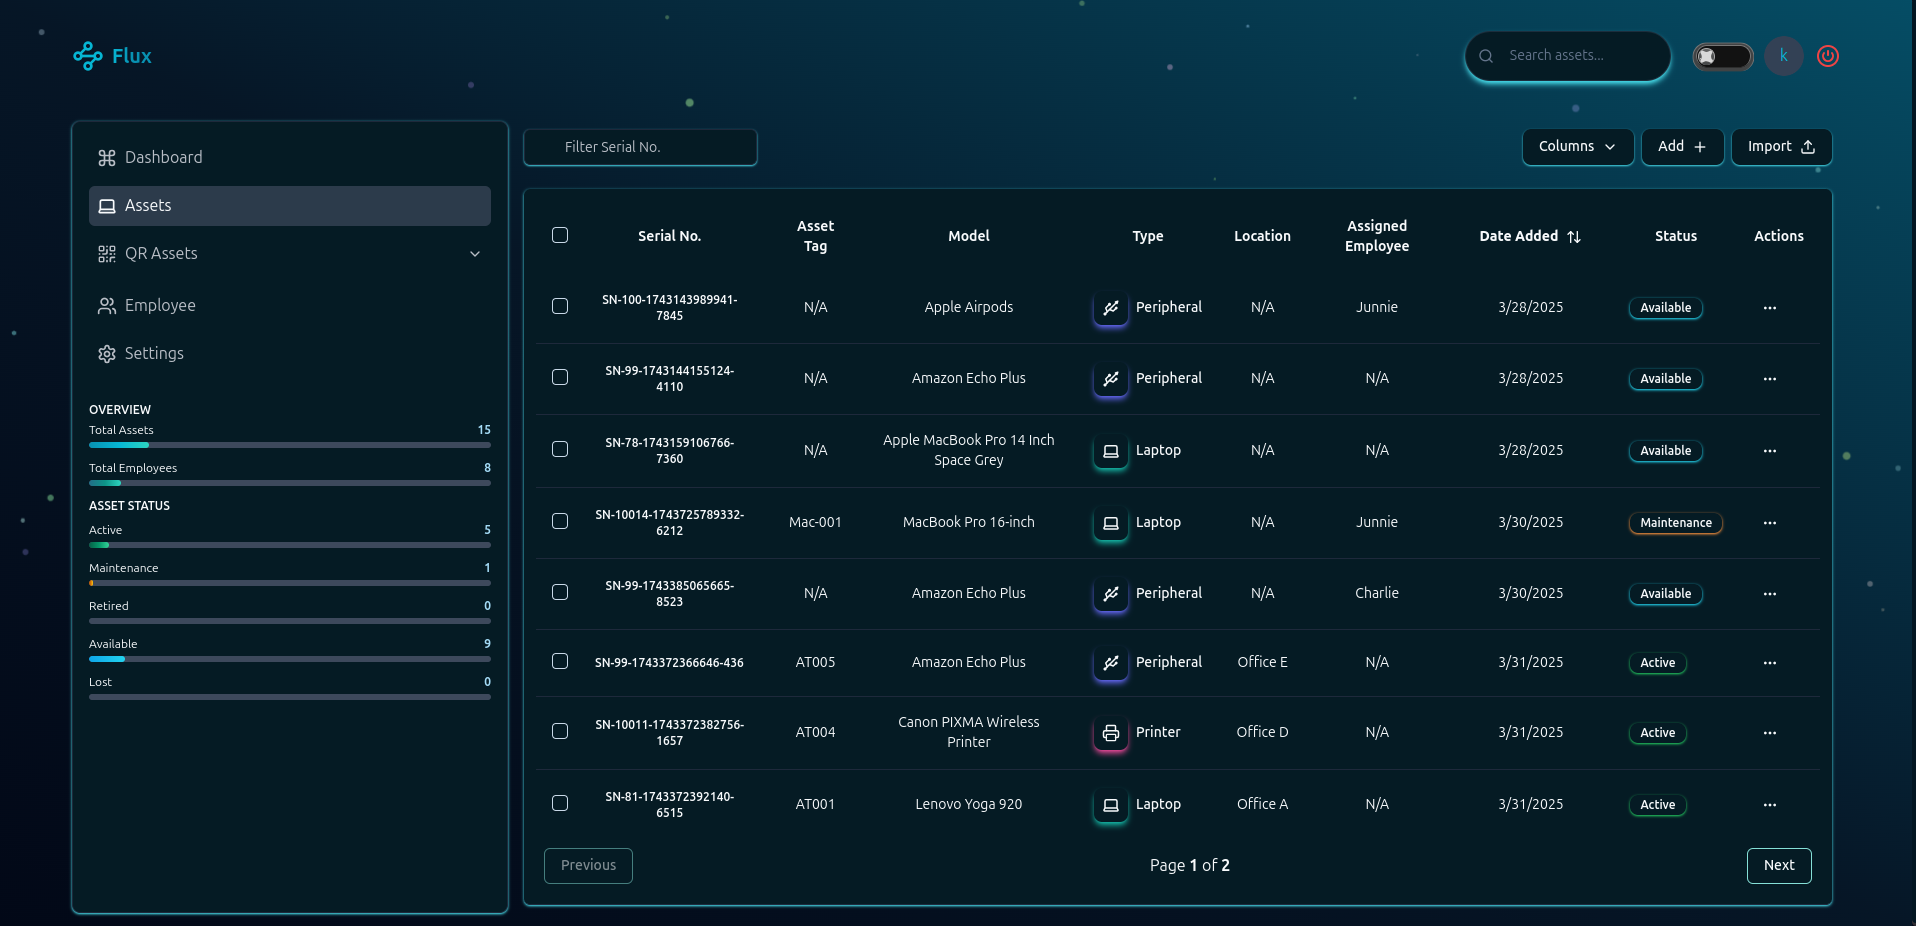 Flux
Search assets...
k
Dashboard
Assets
QR Assets
Employee
Settings
OVERVIEW
Total Assets 15
Total Employees 8
ASSET STATUS
Active 5
Maintenance 1
Retired 0
Available 9
Lost 0
Filter Serial No.
Columns Add Import
Serial No. Asset Tag Model Type Location Assigned Employee Date Added Status Actions
SN-100-1743143989941-7845 N/A Apple Airpods Peripheral N/A Junnie 3/28/2025 Available
SN-99-1743144155124-4110 N/A Amazon Echo Plus Peripheral N/A N/A 3/28/2025 Available
SN-78-1743159106766-7360 N/A Apple MacBook Pro 14 Inch Space Grey Laptop N/A N/A 3/28/2025 Available
SN-10014-1743725789332-6212 Mac-001 MacBook Pro 16-inch Laptop N/A Junnie 3/30/2025 Maintenance
SN-99-1743385065665-8523 N/A Amazon Echo Plus Peripheral N/A Charlie 3/30/2025 Available
SN-99-1743372366646-436 AT005 Amazon Echo Plus Peripheral Office E N/A 3/31/2025 Active
SN-10011-1743372382756-1657 AT004 Canon PIXMA Wireless Printer Printer Office D N/A 3/31/2025 Active
SN-81-1743372392140-6515 AT001 Lenovo Yoga 920 Laptop Office A N/A 3/31/2025 Active
Previous Page 1 of 2 Next